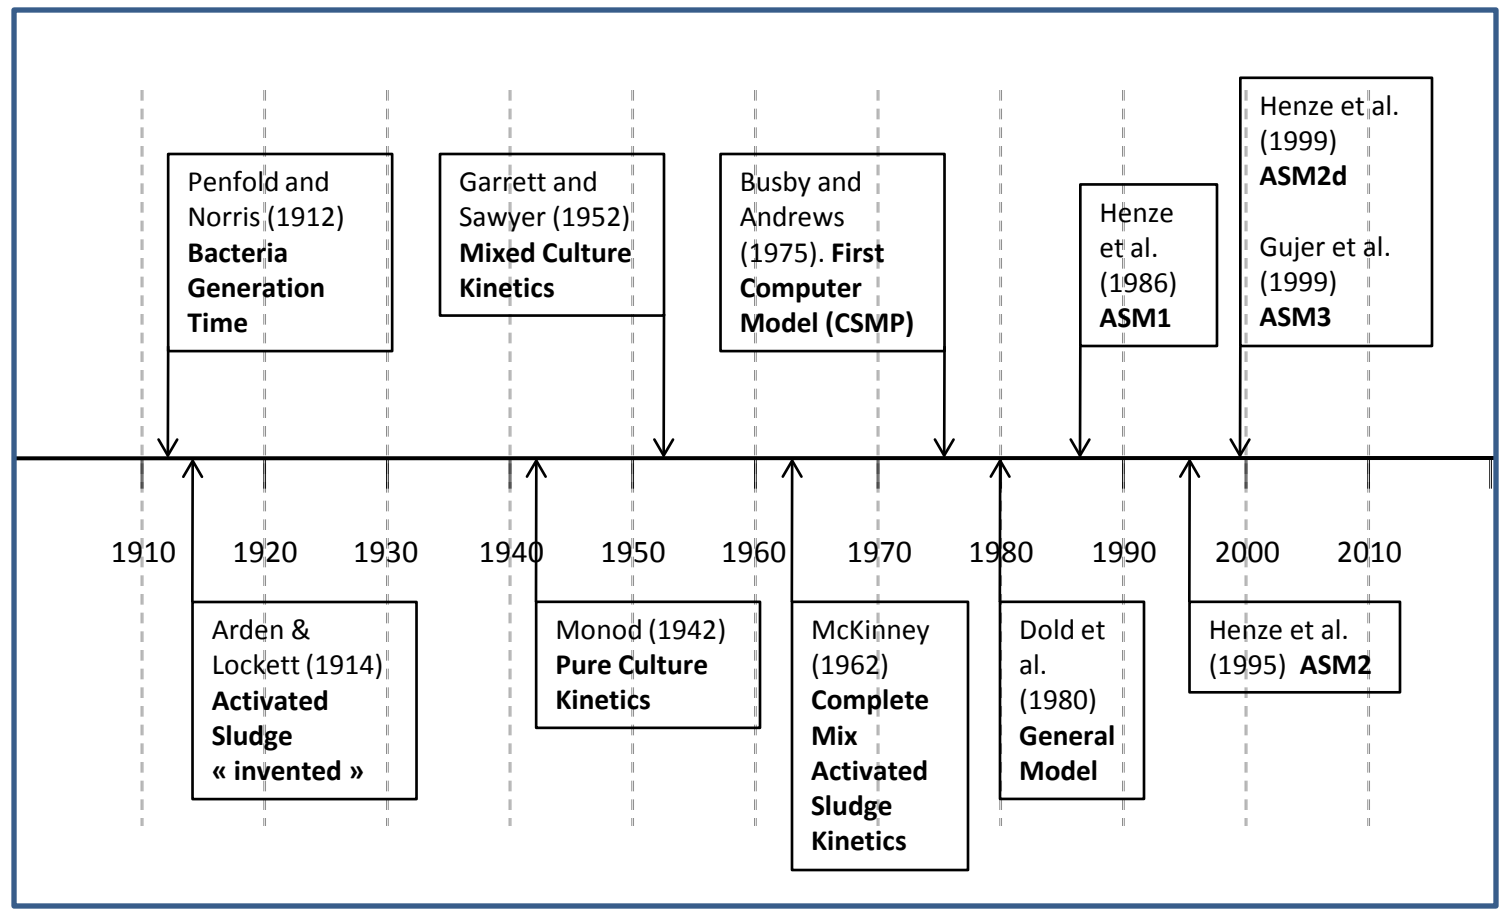 Penfold and
Norris (1912)
Bacteria
Generation
Time
Garrett and
Sawyer (1952)
Mixed Culture
Kinetics
Busby and
Andrews
(1975). First
Computer
Model (CSMP)
Henze
et al.
(1986)
ASM1
Henze et al.
(1999)
ASM2d
Gujer et al.
(1999)
ASM3
1910 1920 1930 1940 1950 1960 1970 1980 1990 2000 2010
Arden &
Lockett (1914)
Activated
Sludge
« invented »
Monod (1942)
Pure Culture
Kinetics
McKinney
(1962)
Complete
Mix
Activated
Sludge
Kinetics
Dold et
al.
(1980)
General
Model
Henze et al.
(1995) ASM2